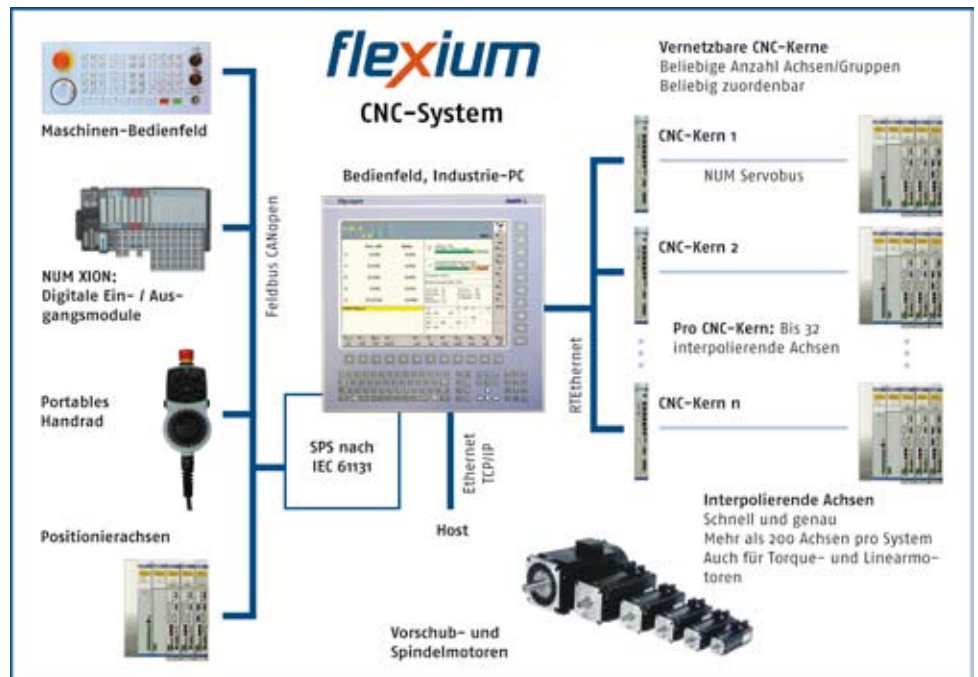 flexium
CNC-System
Maschinen-Bedienfeld
NUM XION:
Digitale Ein- / Aus-
gangsmodule
Portables
Handrad
Positionierachsen
Feldbus CANopen
Bedienfeld, Industrie-PC
flexium
SPS nach
IEC 61131
Ethernet
TCP/IP
Host
RTEthernet
Vernetzbare CNC-Kerne
Beliebige Anzahl Achsen/Gruppen
Beliebig zuordenbar
CNC-Kern 1
NUM Servobus
CNC-Kern 2
Pro CNC-Kern: Bis 32
interpolierende Achsen
CNC-Kern n
Interpolierende Achsen
Schnell und genau
Mehr als 200 Achsen pro System
Auch für Torque- und Linearmo-
toren
Vorschub- und
Spindelmotoren